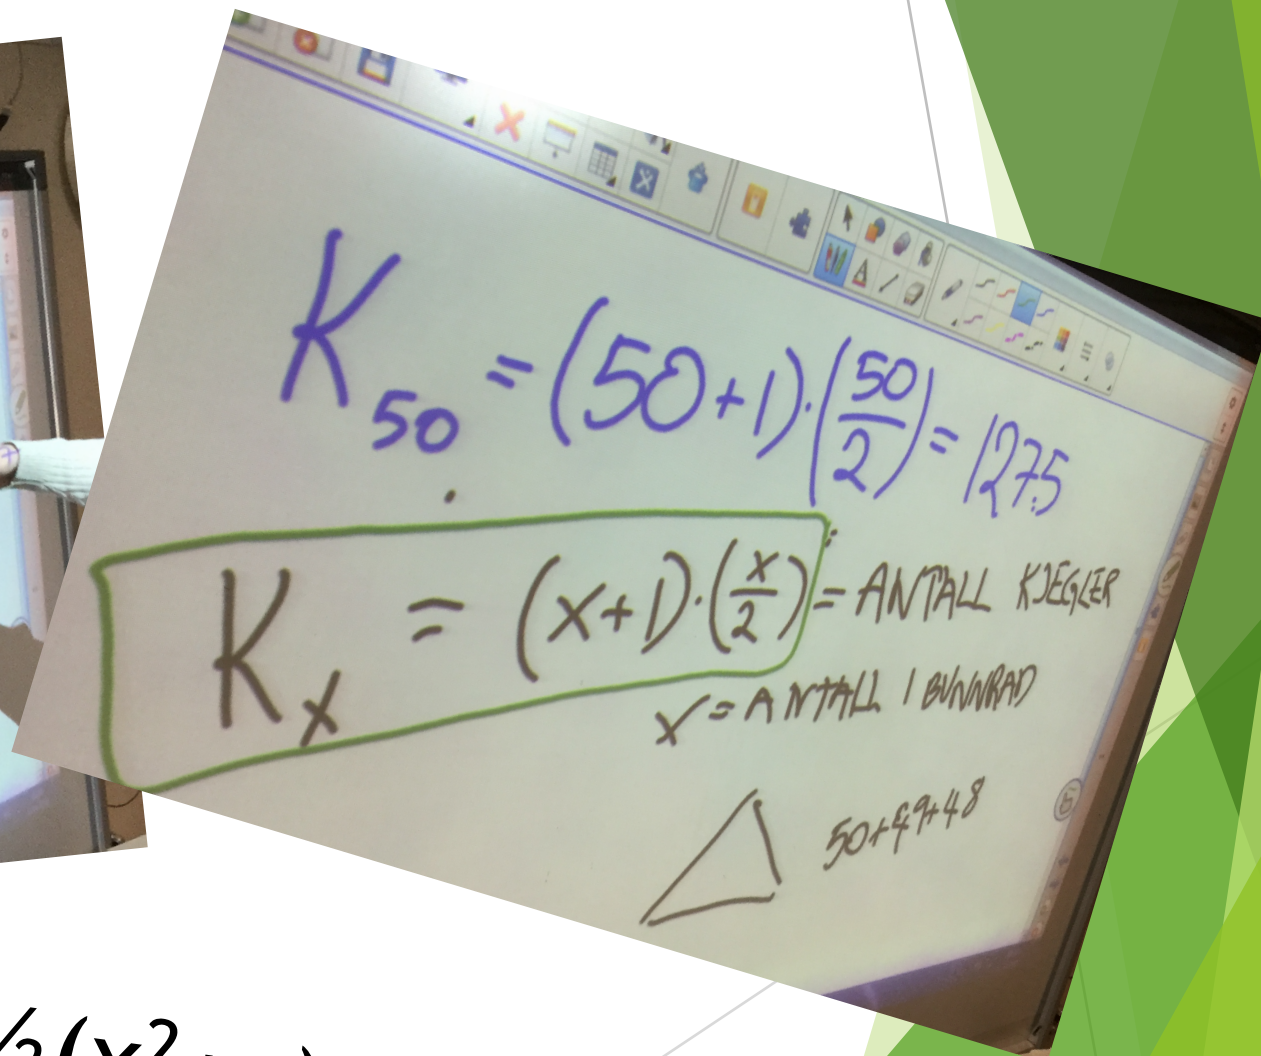 K₅₀ = (50+1)·(50/2) = 1275
Kₓ = (x+1)·(x/2) = ANTALL KJEGLER
x = ANTALL I BUNNRAD
50+49+48